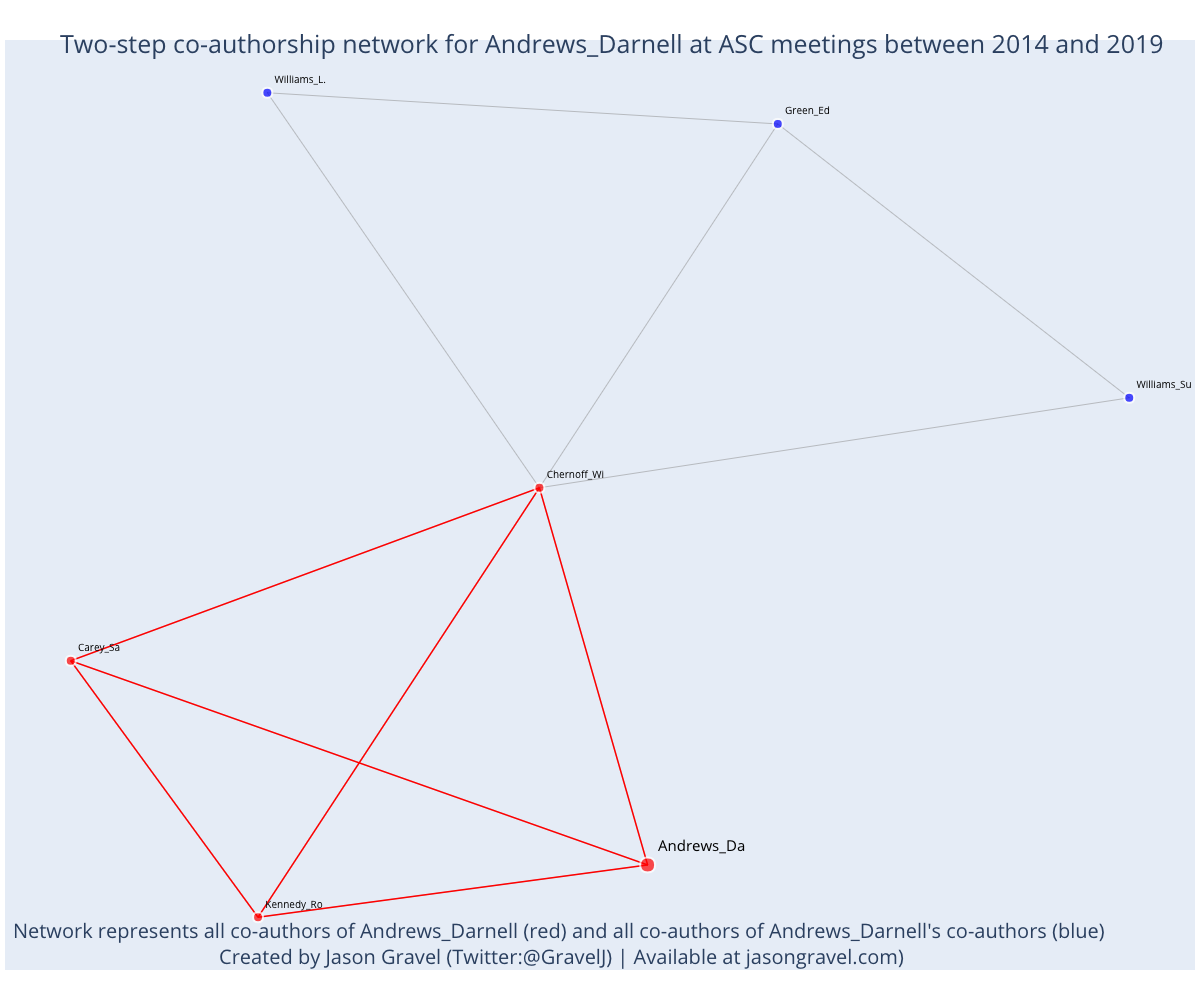 Two-step co-authorship network for Andrews_Darnell at ASC meetings between 2014 and 2019
Williams_L.
Green_Ed
Williams_Su
Chernoff_Wi
Carey_Sa
Andrews_Da
Kennedy_Ro
Network represents all co-authors of Andrews_Darnell (red) and all co-authors of Andrews_Darnell's co-authors (blue)
Created by Jason Gravel (Twitter:@GravelJ) | Available at jasongravel.com)